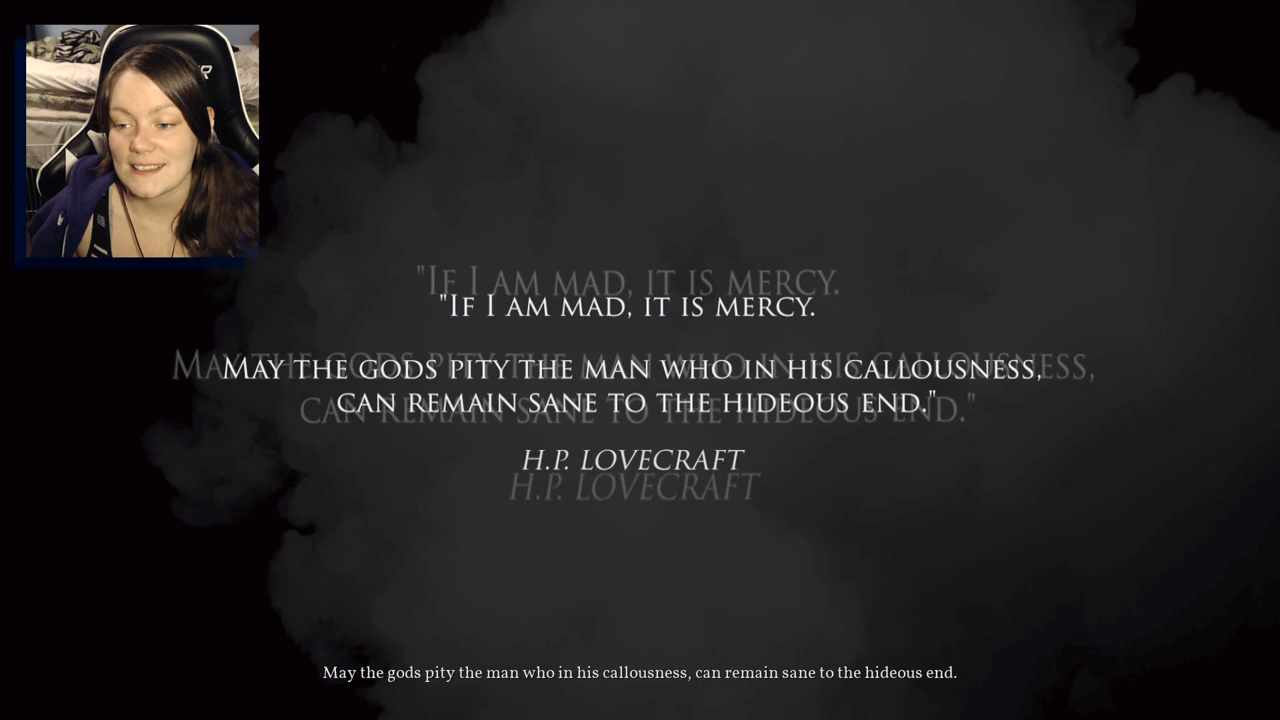 "If I am mad, it is mercy.
May the gods pity the man who in his callousness,
can remain sane to the hideous end."
H.P. Lovecraft
May the gods pity the man who in his callousness, can remain sane to the hideous end.